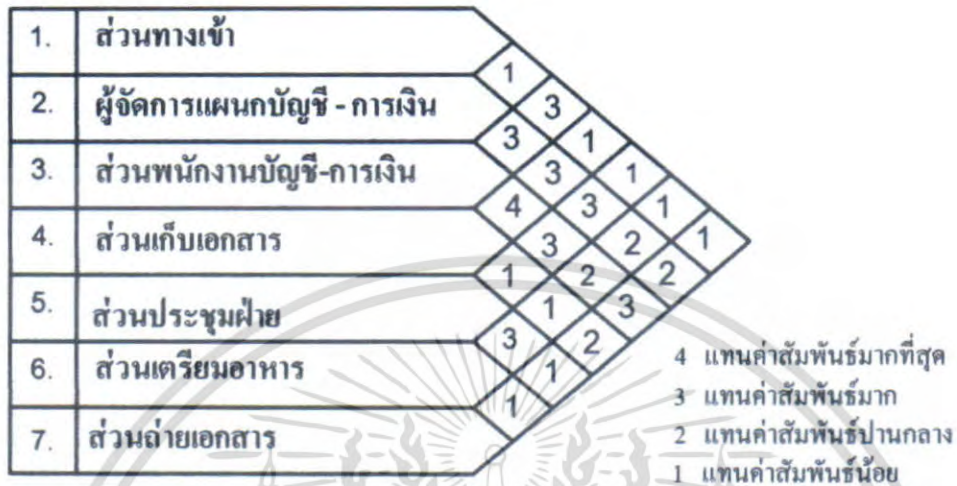 1. ส่วนทางเข้า
2. ผู้จัดการแผนกบัญชี - การเงิน
3. ส่วนพนักงานบัญชี-การเงิน
4. ส่วนเก็บเอกสาร
5. ส่วนประชุมฝ่าย
6. ส่วนเตรียมอาหาร
7. ส่วนถ่ายเอกสาร
1
3
3 1
3 1
4 3 1
3 2 1
1 2 2
1 3
3 2
1
1
4 แทนค่าสัมพันธ์มากที่สุด
3 แทนค่าสัมพันธ์มาก
2 แทนค่าสัมพันธ์ปานกลาง
1 แทนค่าสัมพันธ์น้อย